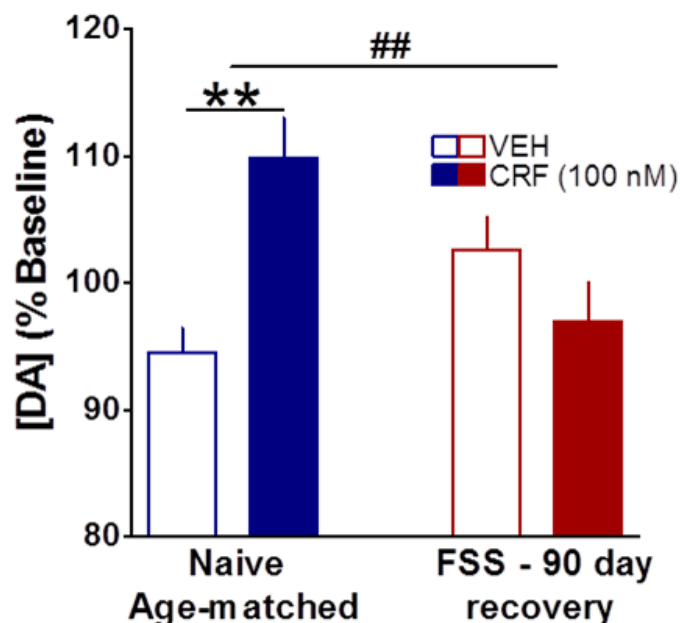 120
##
**
110
VEH
CRF (100 nM)
100
90
80
[DA] (% Baseline)
Naive
Age-matched
FSS - 90 day
recovery